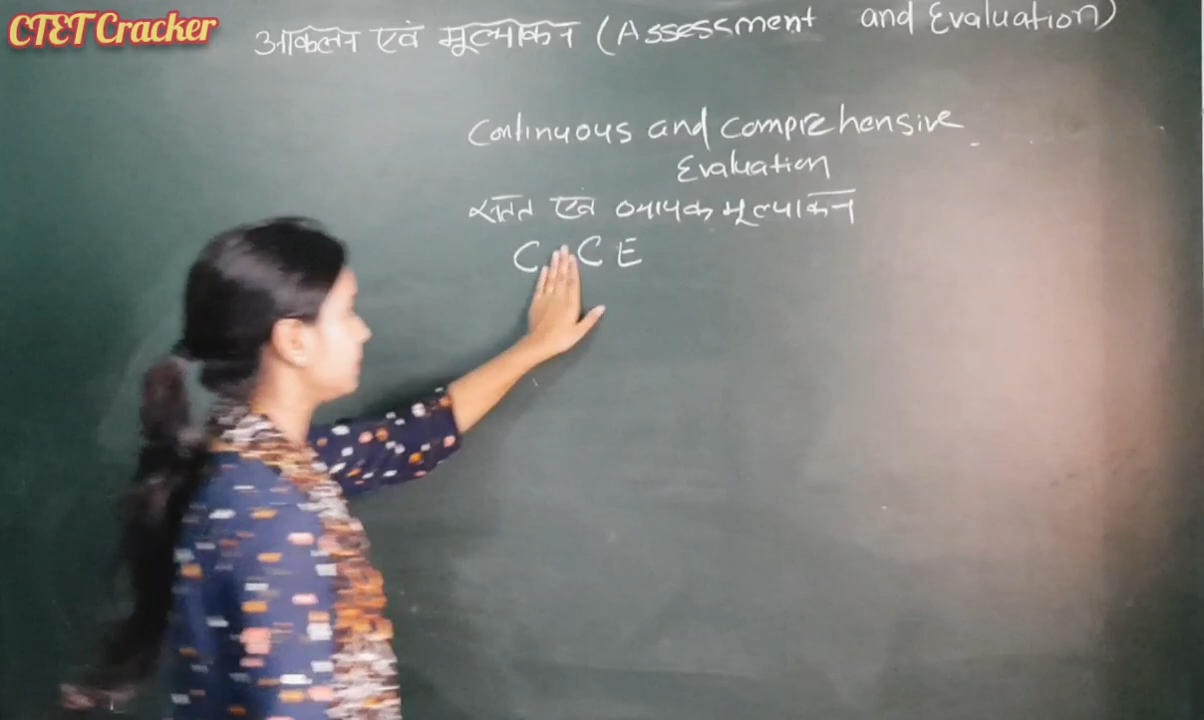 CTET Cracker
आकलन एवं मूल्यांकन (Assessment and Evaluation)
Continuous and comprehensive
Evaluation
सतत एवं व्यापक मूल्यांकन
C C E